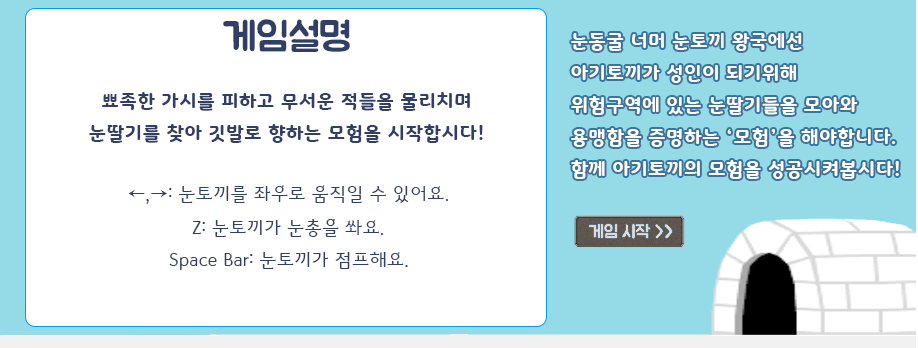 게임설명
뾰족한 가시를 피하고 무서운 적들을 물리치며
눈딸기를 찾아 깃발로 향하는 모험을 시작합시다!
←,→: 눈토끼를 좌우로 움직일 수 있어요.
Z: 눈토끼가 눈총을 쏴요.
Space Bar: 눈토끼가 점프해요.
눈동굴 너머 눈토끼 왕국에선
아기토끼가 성인이 되기위해
위험구역에 있는 눈딸기들을 모아와
용맹함을 증명하는 ‘모험’을 해야합니다.
함께 아기토끼의 모험을 성공시켜봅시다!
게임 시작 >>